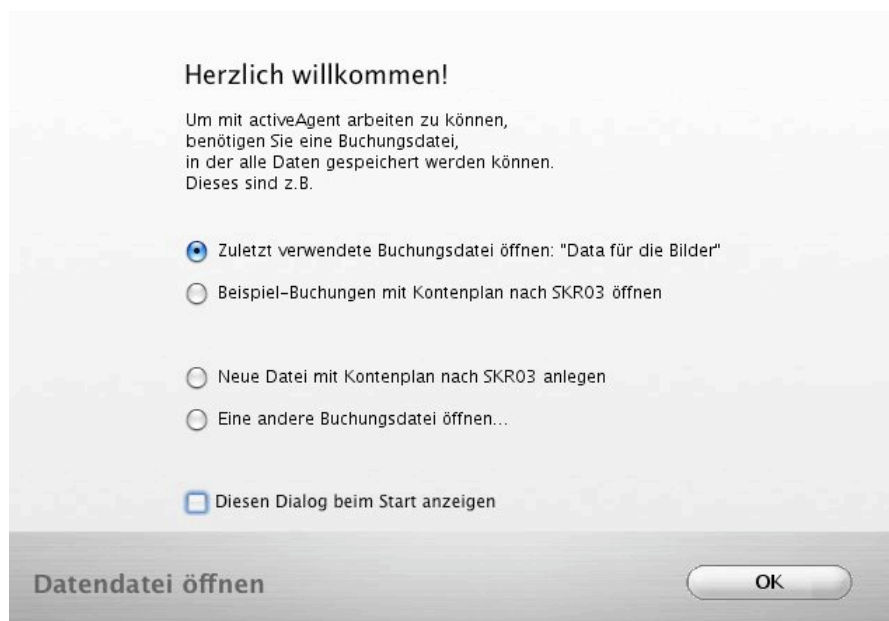 Herzlich willkommen!
Um mit activeAgent arbeiten zu können,
benötigen Sie eine Buchungsdatei,
in der alle Daten gespeichert werden können.
Dieses sind z.B.
Zuletzt verwendete Buchungsdatei öffnen: "Data für die Bilder"
Beispiel-Buchungen mit Kontenplan nach SKR03 öffnen
Neue Datei mit Kontenplan nach SKR03 anlegen
Eine andere Buchungsdatei öffnen...
Diesen Dialog beim Start anzeigen
Datendatei öffnen
OK